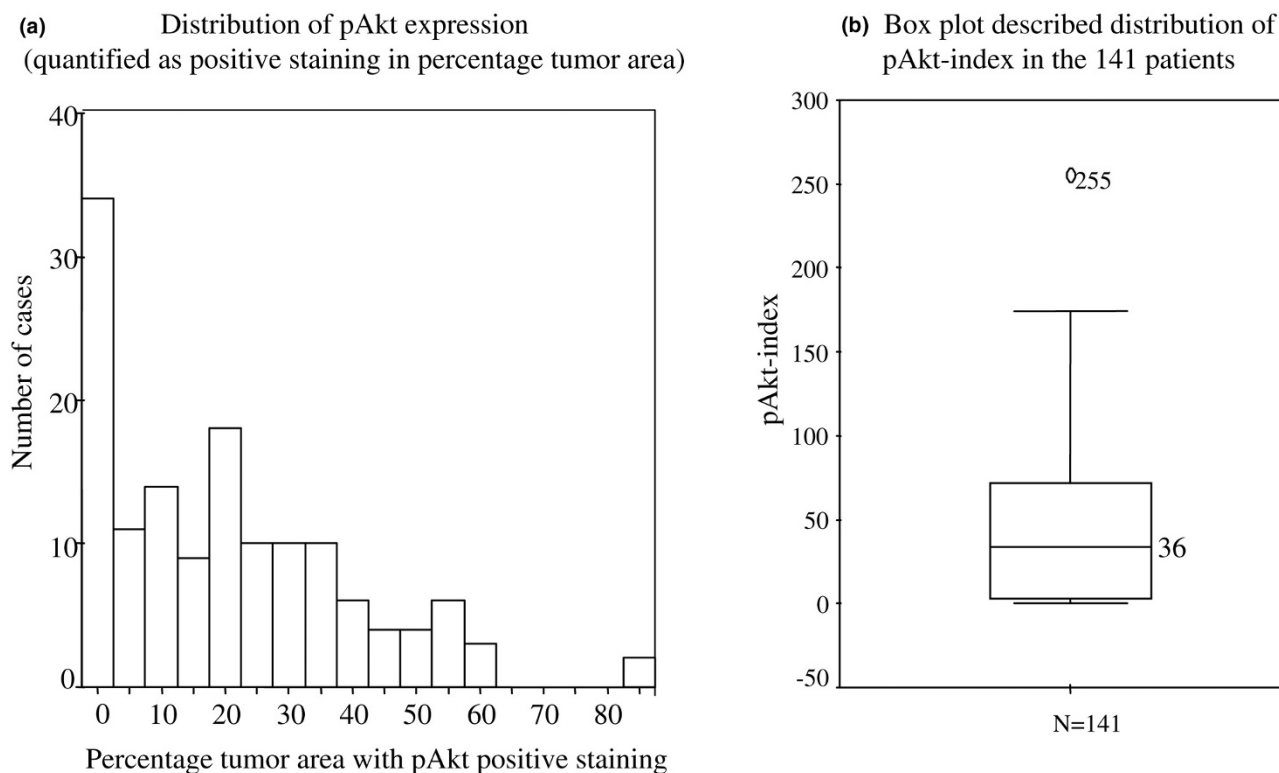 (a) Distribution of pAkt expression
(quantified as positive staining in percentage tumor area)
40
30
20
10
0
Number of cases
0 10 20 30 40 50 60 70 80
Percentage tumor area with pAkt positive staining
(b) Box plot described distribution of
pAkt-index in the 141 patients
300
250
200
150
100
50
0
-50
pAkt-index
255
36
N=141